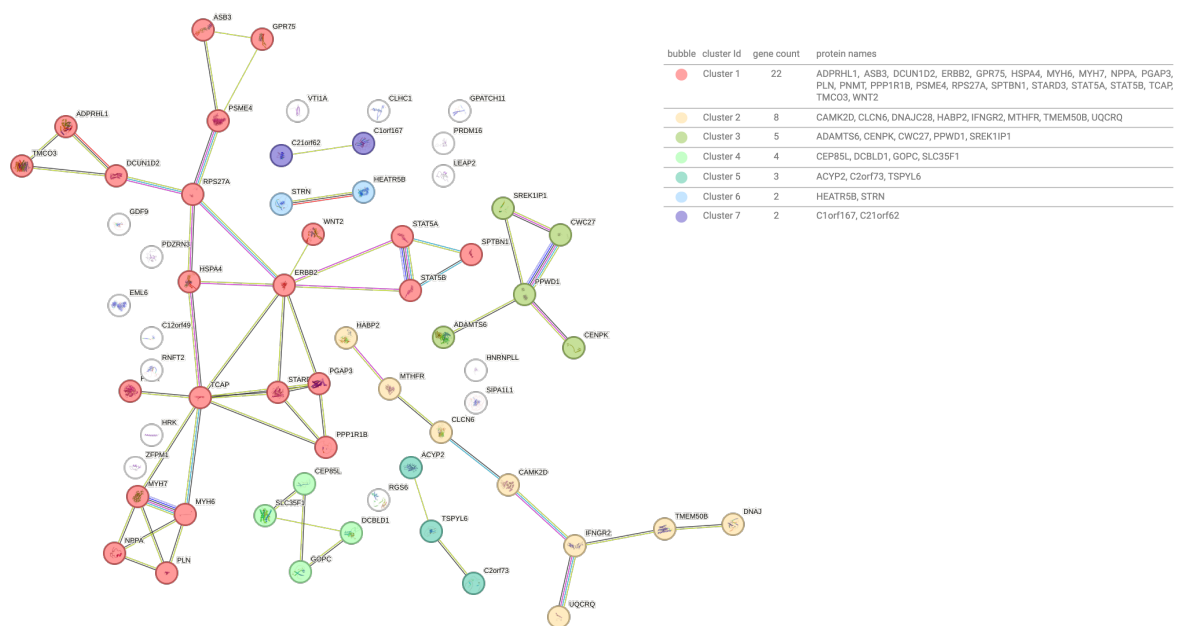 ASB3
GPR75
PSME4
ADPRHL1
TMCO3
DCUN1D2
RPS27A
VTI1A
CLHC1
GPATCH11
C1orf167
C21orf62
PRDM16
LEAP2
STRN
HEATR5B
GDF9
PDZRN3
WNT2
STAT5A
SPTBN1
SREK1IP1
CWC27
HSPA4
ERBB2
STAT5B
PPWD1
EML6
C12orf49
HABP2
ADAMTS6
CENPK
RNFT2
TCAP
PGAP3
MTHFR
HNRNPLL
SIPA1L1
HRK
PPP1R1B
CLCN6
ZFPM1
ACYP2
CEP85L
CAMK2D
MYH7
MYH6
SLC35F1
RGS6
DCBLD1
TSPYL6
IFNGR2
TMEM50B
DNAJ
NPPA
PLN
GOPC
C2orf73
UQCRQ
bubble cluster Id gene count protein names
Cluster 1 22 ADPRHL1, ASB3, DCUN1D2, ERBB2, GPR75, HSPA4, MYH6, MYH7, NPPA, PGAP3,
PLN, PNMT, PPP1R1B, PSME4, RPS27A, SPTBN1, STARD3, STAT5A, STAT5B, TCAP,
TMCO3, WNT2
Cluster 2 8 CAMK2D, CLCN6, DNAJC28, HABP2, IFNGR2, MTHFR, TMEM50B, UQCRQ
Cluster 3 5 ADAMTS6, CENPK, CWC27, PPWD1, SREK1IP1
Cluster 4 4 CEP85L, DCBLD1, GOPC, SLC35F1
Cluster 5 3 ACYP2, C2orf73, TSPYL6
Cluster 6 2 HEATR5B, STRN
Cluster 7 2 C1orf167, C21orf62